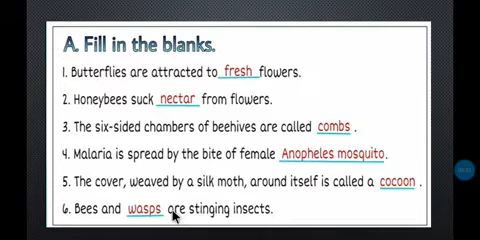 A. Fill in the blanks.
1. Butterflies are attracted to fresh flowers.
2. Honeybees suck nectar from flowers.
3. The six-sided chambers of beehives are called combs.
4. Malaria is spread by the bite of female Anopheles mosquito.
5. The cover, weaved by a silk moth, around itself is called a cocoon.
6. Bees and wasps are stinging insects.